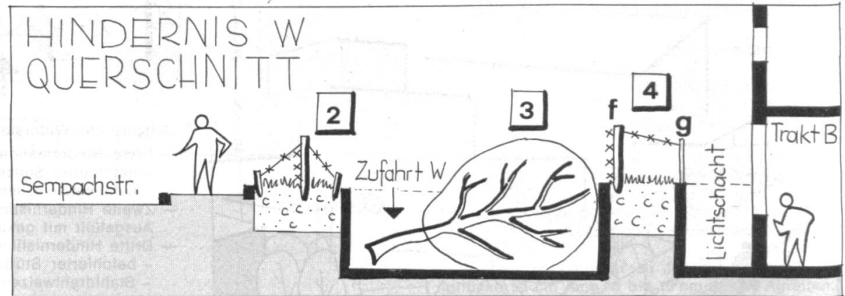 HINDERNIS W
QUERSCHNITT
2
3
4
f
g
Sempachstr.
Zufahrt W
Lichtschacht
Trakt B